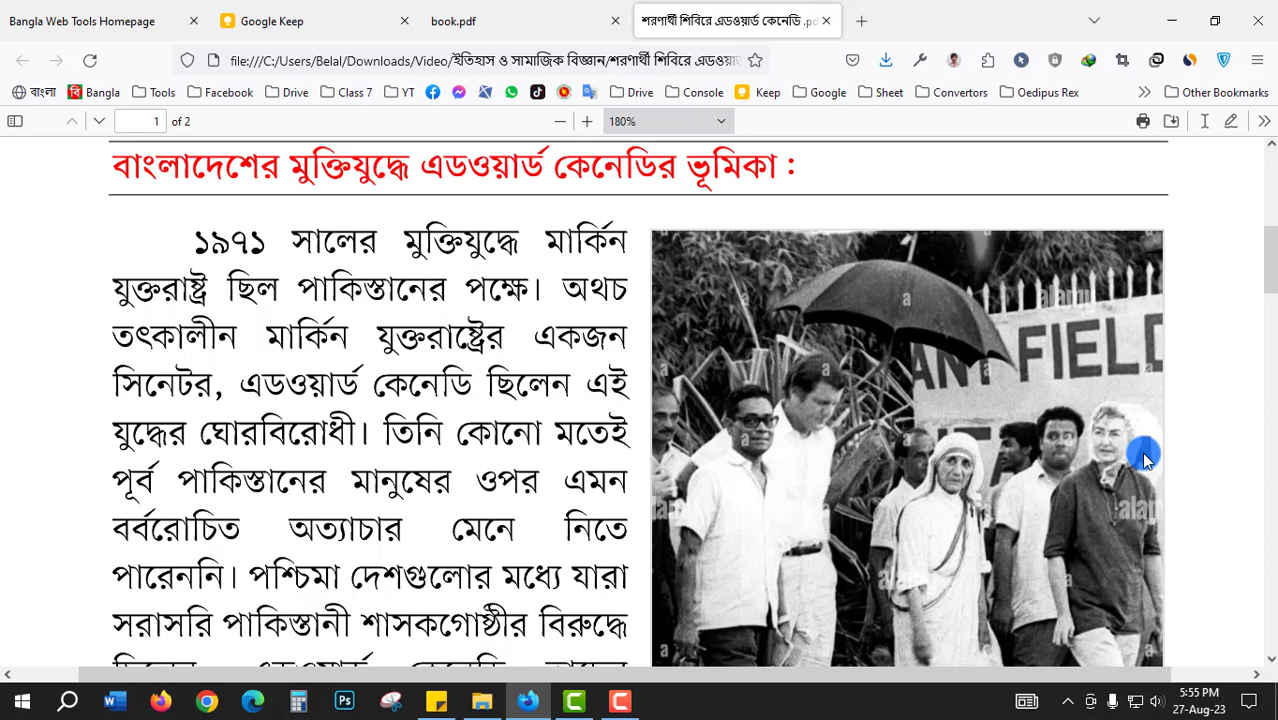 Bangla Web Tools Homepage
Google Keep
book.pdf
শরণার্থী শিবিরে এডওয়ার্ড কেনেডি .pd
file:///C:/Users/Belal/Downloads/Video/ইতিহাস ও সামাজিক বিজ্ঞান/শরণার্থী শিবিরে এডওয়া
বাংলা
Bangla
Tools
Facebook
Drive
Class 7
YT
Drive
Console
Keep
Google
Sheet
Convertors
Oedipus Rex
Other Bookmarks
1 of 2
180%
বাংলাদেশের মুক্তিযুদ্ধে এডওয়ার্ড কেনেডির ভূমিকা :
১৯৭১ সালের মুক্তিযুদ্ধে মার্কিন
যুক্তরাষ্ট্র ছিল পাকিস্তানের পক্ষে। অথচ
তৎকালীন মার্কিন যুক্তরাষ্ট্রের একজন
সিনেটর, এডওয়ার্ড কেনেডি ছিলেন এই
যুদ্ধের ঘোরবিরোধী। তিনি কোনো মতেই
পূর্ব পাকিস্তানের মানুষের ওপর এমন
বর্বরোচিত অত্যাচার মেনে নিতে
পারেননি। পশ্চিমা দেশগুলোর মধ্যে যারা
সরাসরি পাকিস্তানী শাসকগোষ্ঠীর বিরুদ্ধে
ANT FIELD
alamy
a
5:55 PM
27-Aug-23